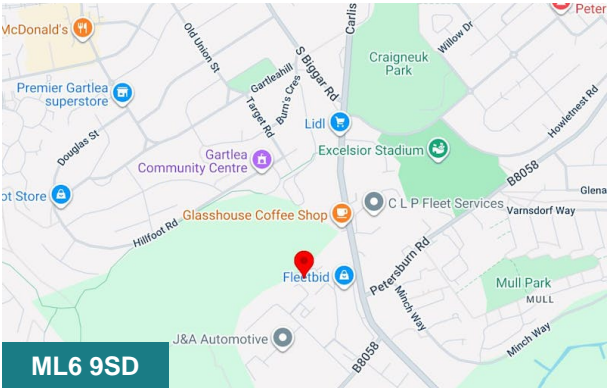 McDonald's
Peter
Carlis
Willow Dr
Craigneuk
Park
Old Union St
S Biggar Rd
Gartleahill
Premier Gartlea
superstore
Burn's Cres
Target Rd
Howletnest Rd
Lidl
Douglas St
Gartlea
Community Centre
Excelsior Stadium
B8058
ot Store
Glena
C L P Fleet Services
Varnsdorf Way
Glasshouse Coffee Shop
Hillfoot Rd
Petersburn Rd
Fleetbid
Mull Park
MULL
Minch Way
J&A Automotive
Minch Way
B8058
ML6 9SD